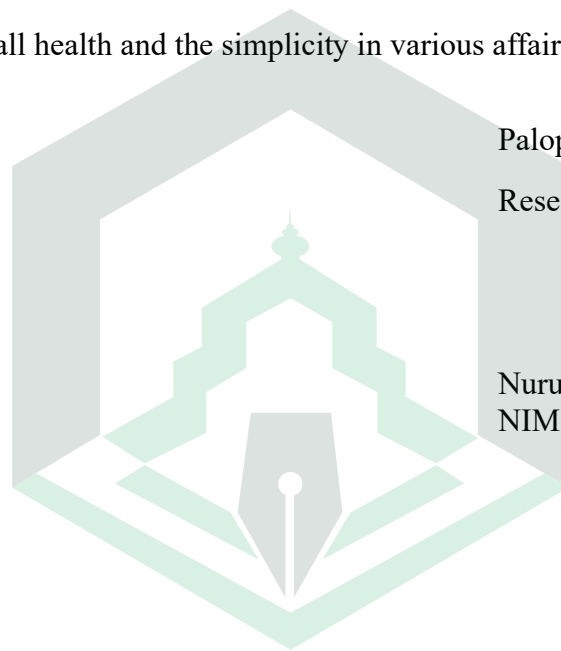 all health and the simplicity in various affair
Palop
Rese
Nuru
NIM